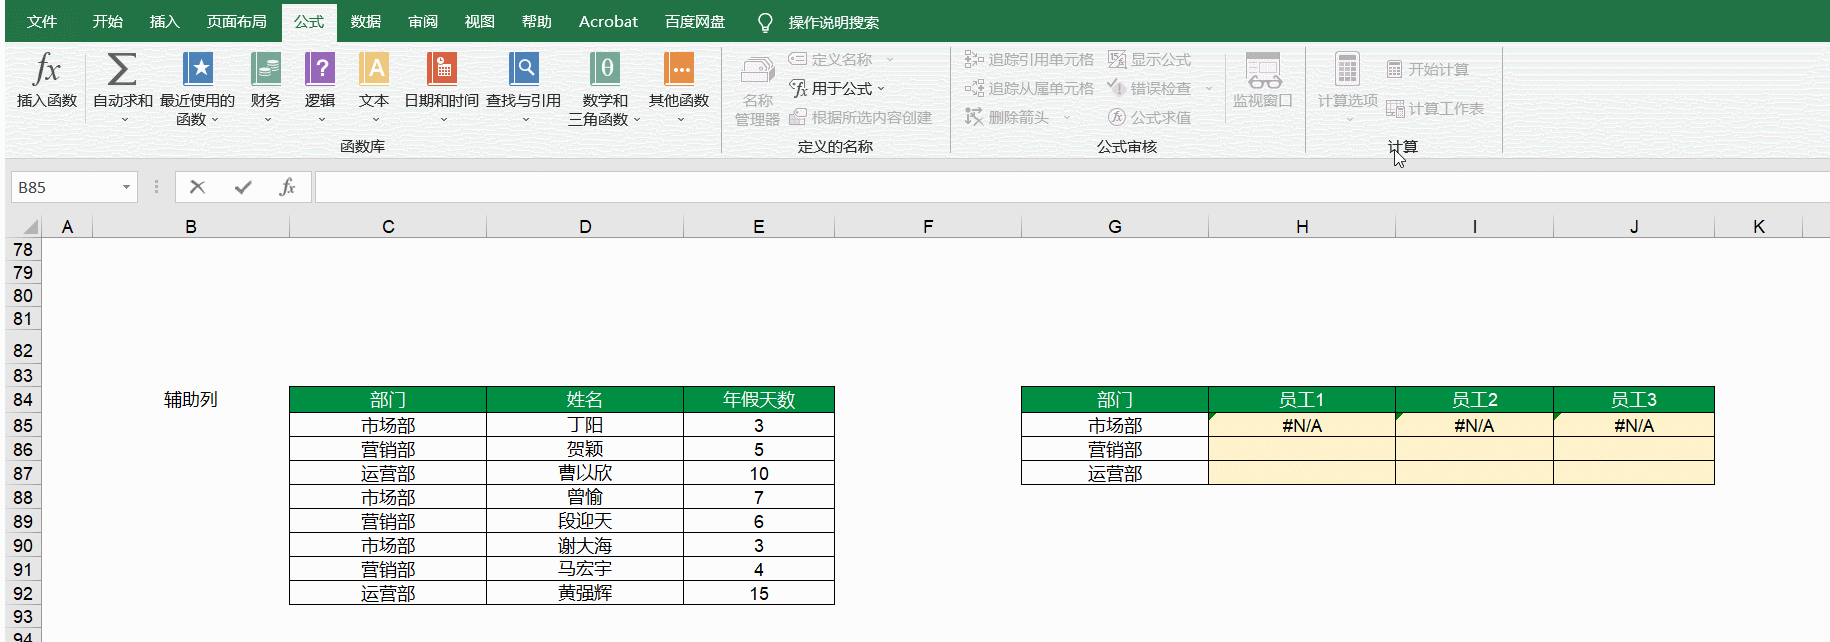 文件 开始 插入 页面布局 公式 数据 审阅 视图 帮助 Acrobat 百度网盘 操作说明搜索
fx 插入函数
Σ 自动求和
最近使用的
函数
财务
? 逻辑
A 文本
日期和时间
查找与引用
θ 数学和
三角函数
其他函数
函数库
名称
管理器
定义名称
用于公式
根据所选内容创建
定义的名称
追踪引用单元格
追踪从属单元格
删除箭头
显示公式
错误检查
公式求值
公式审核
监视窗口
计算选项
开始计算
计算工作表
计算
B85 fx
A B C D E F G H I J K
78
79
80
81
82
83
84 辅助列 部门 姓名 年假天数 部门 员工1 员工2 员工3
85 市场部 丁阳 3 市场部 #N/A #N/A #N/A
86 营销部 贺颖 5 营销部
87 运营部 曹以欣 10 运营部
88 市场部 曾愉 7
89 营销部 段迎天 6
90 市场部 谢大海 3
91 营销部 马宏宇 4
92 运营部 黄强辉 15
93
94